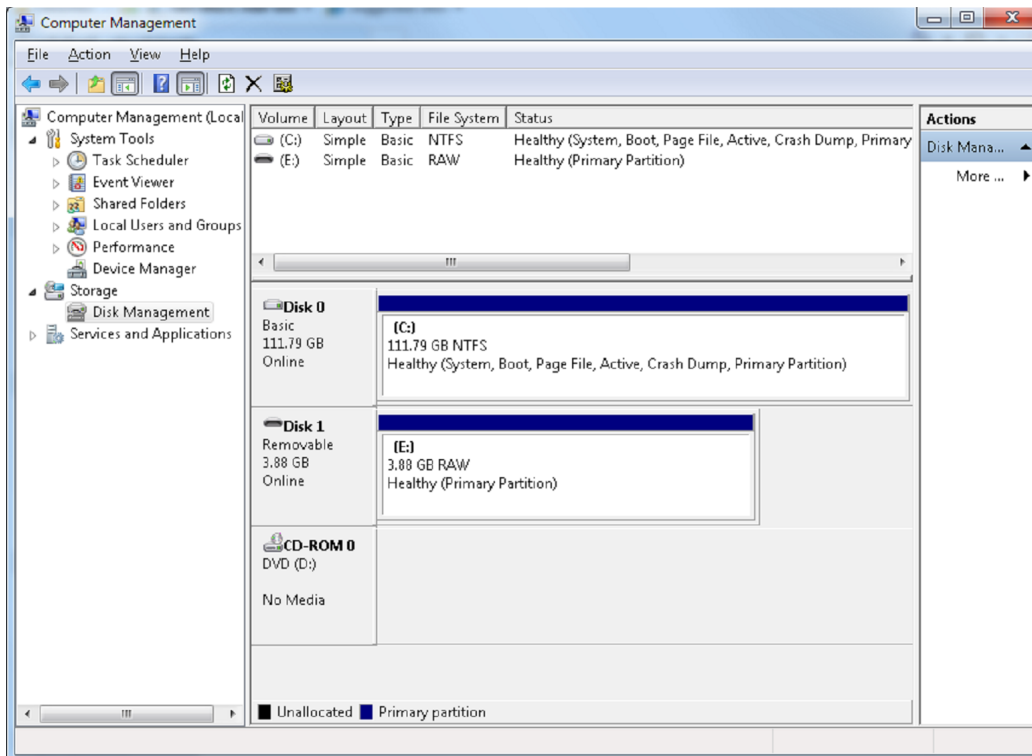 Computer Management
File Action View Help
Computer Management (Local
System Tools
Task Scheduler
Event Viewer
Shared Folders
Local Users and Groups
Performance
Device Manager
Storage
Disk Management
Services and Applications
Volume Layout Type File System Status
(C:) Simple Basic NTFS Healthy (System, Boot, Page File, Active, Crash Dump, Primary
(E:) Simple Basic RAW Healthy (Primary Partition)
Disk 0
Basic
111.79 GB
Online
(C:)
111.79 GB NTFS
Healthy (System, Boot, Page File, Active, Crash Dump, Primary Partition)
Disk 1
Removable
3.88 GB
Online
(E:)
3.88 GB RAW
Healthy (Primary Partition)
CD-ROM 0
DVD (D:)
No Media
Unallocated Primary partition
Actions
Disk Mana...
More ...